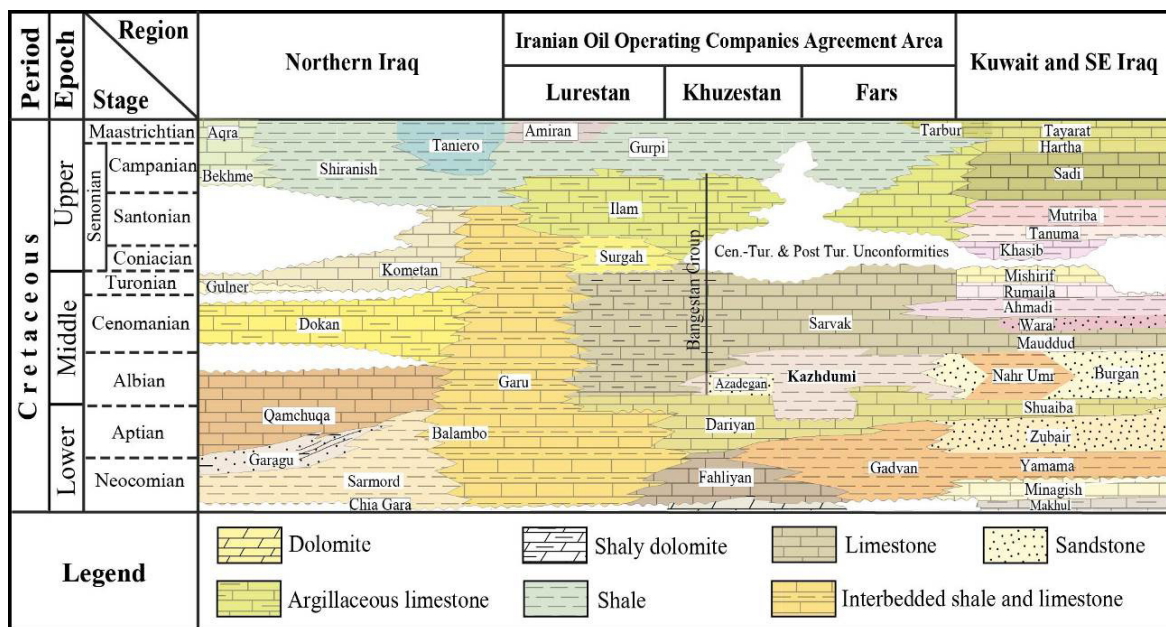 Period
Epoch
Region
Stage
Northern Iraq
Iranian Oil Operating Companies Agreement Area
Lurestan
Khuzestan
Fars
Kuwait and SE Iraq
Cretaceous
Upper
Senonian
Middle
Lower
Maastrichtian
Campanian
Santonian
Coniacian
Turonian
Cenomanian
Albian
Aptian
Neocomian
Aqra
Bekhme
Shiranish
Taniero
Amiran
Gurpi
Tarbur
Tayarat
Hartha
Sadi
Ilam
Mutriba
Tanuma
Khasib
Surgah
Cen.-Tur. & Post Tur. Unconformities
Bangestan Group
Kometan
Gulner
Mishirif
Rumaila
Ahmadi
Dokan
Sarvak
Wara
Mauddud
Garu
Azadegan
Kazhdumi
Nahr Umr
Burgan
Qamchuqa
Shuaiba
Balambo
Dariyan
Zubair
Garagu
Sarmord
Fahliyan
Gadvan
Yamama
Minagish
Chia Gara
Makhul
Legend
Dolomite
Shaly dolomite
Limestone
Sandstone
Argillaceous limestone
Shale
Interbedded shale and limestone